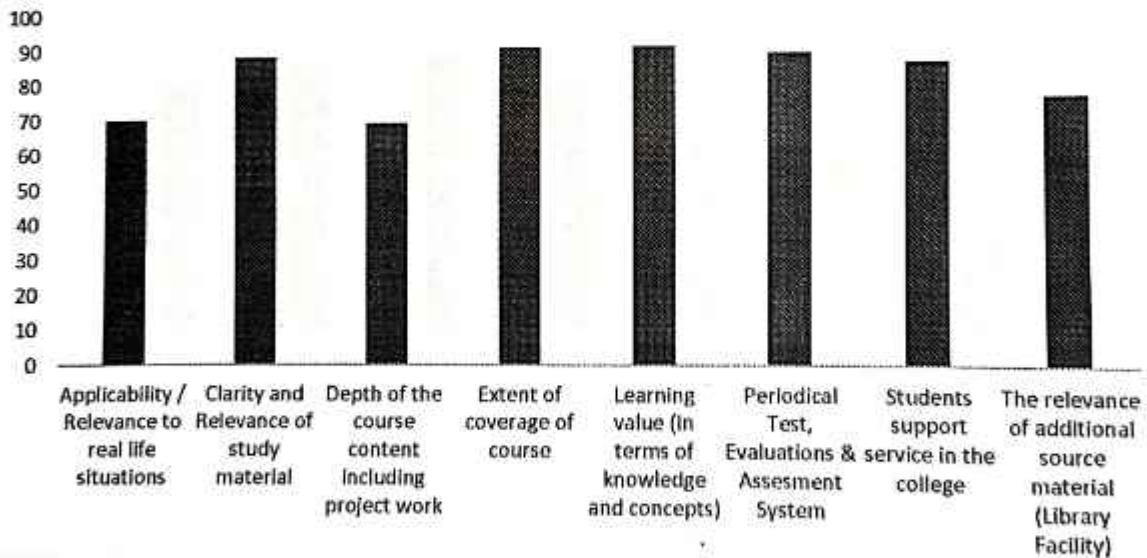 100
90
80
70
60
50
40
30
20
10
0
Applicability /
Relevance to
real life
situations
Clarity and
Relevance of
study
material
Depth of the
course
content
including
project work
Extent of
coverage of
course
Learning
value (in
terms of
knowledge
and concepts)
Periodical
Test,
Evaluations &
Assesment
System
Students
support
service in the
college
The relevance
of additional
source
material
(Library
Facility)